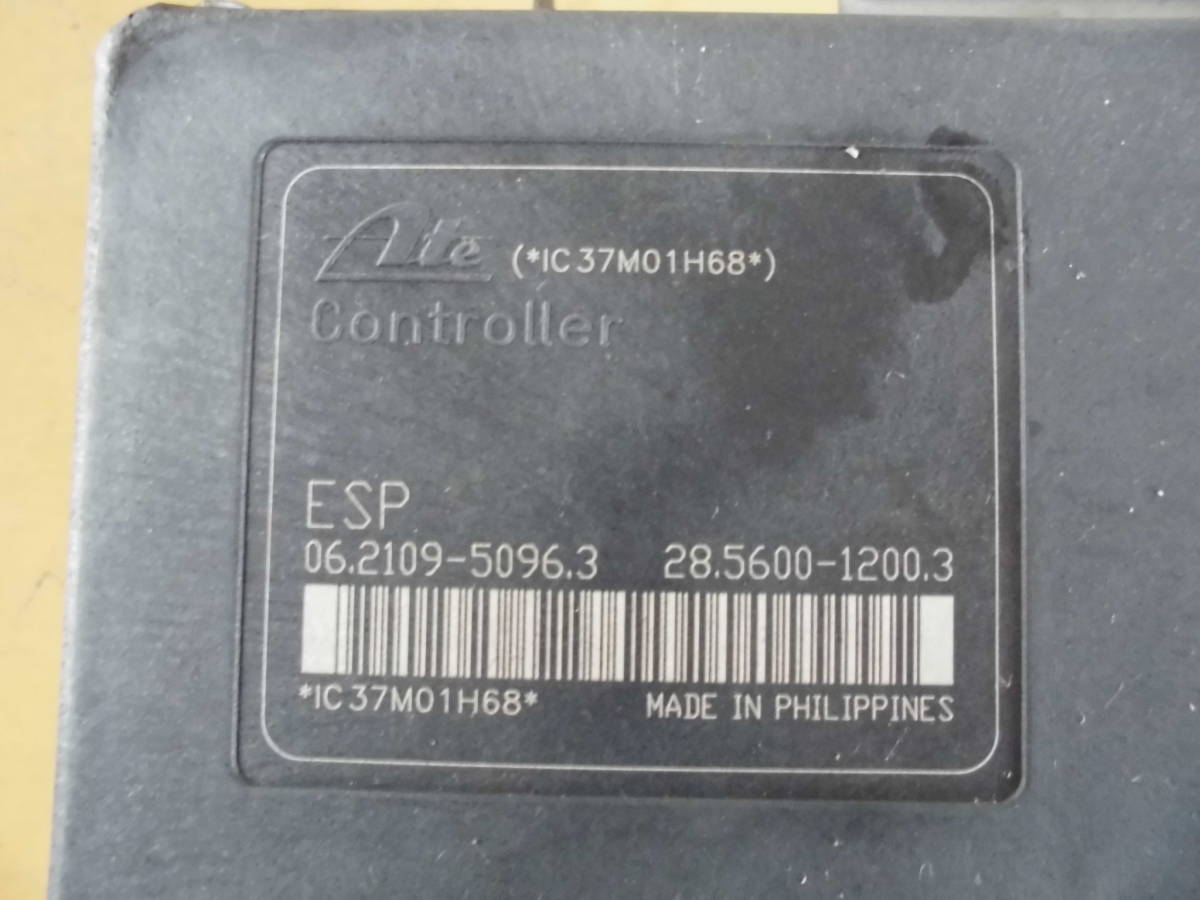 Ate (*IC37M01H68*)
Controller
ESP
06.2109-5096.3 28.5600-1200.3
*IC37M01H68* MADE IN PHILIPPINES